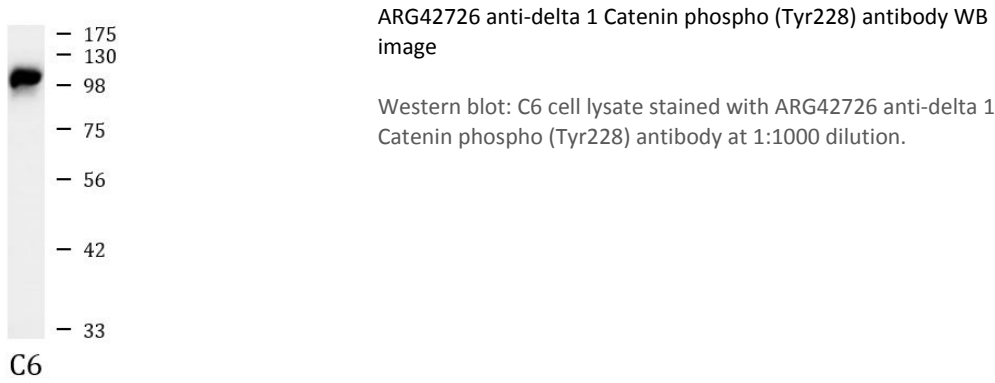 175
130
98
75
56
42
33
C6
ARG42726 anti-delta 1 Catenin phospho (Tyr228) antibody WB
image
Western blot: C6 cell lysate stained with ARG42726 anti-delta 1
Catenin phospho (Tyr228) antibody at 1:1000 dilution.